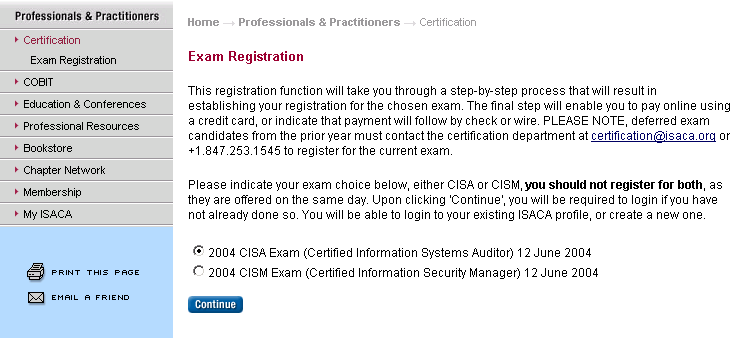 Professionals & Practitioners
Certification
Exam Registration
COBIT
Education & Conferences
Professional Resources
Bookstore
Chapter Network
Membership
My ISACA
PRINT THIS PAGE
EMAIL A FRIEND
Home → Professionals & Practitioners → Certification
Exam Registration
This registration function will take you through a step-by-step process that will result in
establishing your registration for the chosen exam. The final step will enable you to pay online using
a credit card, or indicate that payment will follow by check or wire. PLEASE NOTE, deferred exam
candidates from the prior year must contact the certification department at certification@isaca.org or
+1.847.253.1545 to register for the current exam.
Please indicate your exam choice below, either CISA or CISM, you should not register for both, as
they are offered on the same day. Upon clicking 'Continue', you will be required to login if you have
not already done so. You will be able to login to your existing ISACA profile, or create a new one.
2004 CISA Exam (Certified Information Systems Auditor) 12 June 2004
2004 CISM Exam (Certified Information Security Manager) 12 June 2004
Continue